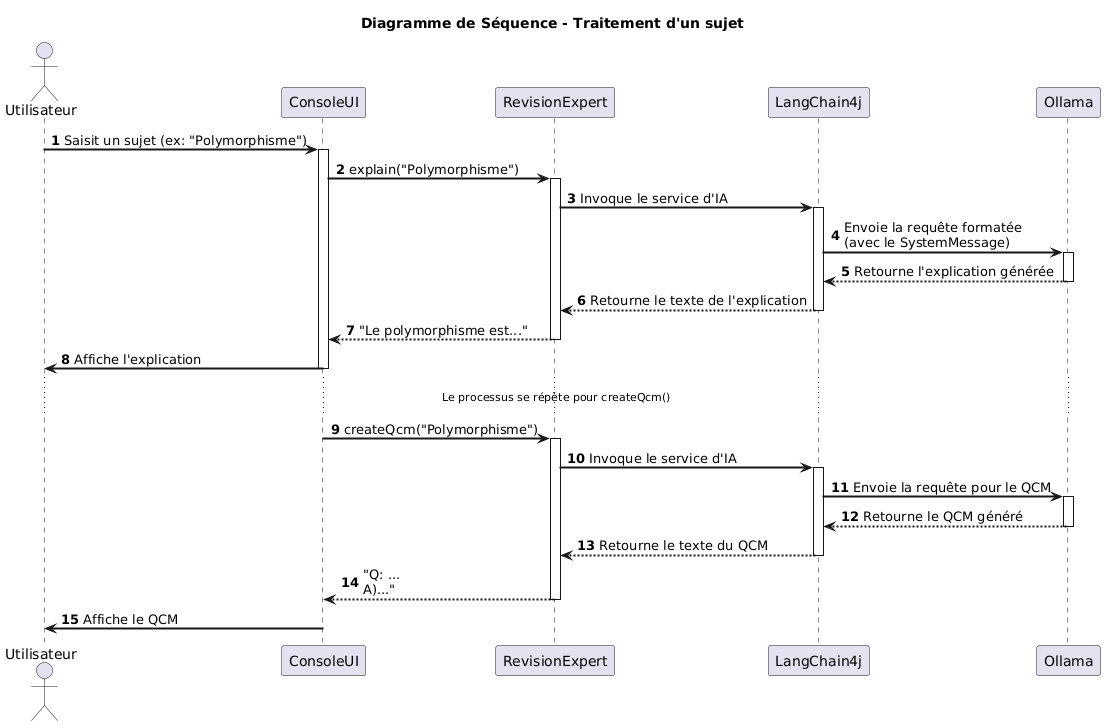 Diagramme de Séquence - Traitement d'un sujet
Utilisateur
ConsoleUI
RevisionExpert
LangChain4j
Ollama
1 Saisit un sujet (ex: "Polymorphisme")
2 explain("Polymorphisme")
3 Invoque le service d'IA
4 Envoie la requête formatée
(avec le SystemMessage)
5 Retourne l'explication générée
6 Retourne le texte de l'explication
7 "Le polymorphisme est..."
8 Affiche l'explication
Le processus se répète pour createQcm()
9 createQcm("Polymorphisme")
10 Invoque le service d'IA
11 Envoie la requête pour le QCM
12 Retourne le QCM généré
13 Retourne le texte du QCM
14 "Q: ...
A)..."
15 Affiche le QCM
Utilisateur
ConsoleUI
RevisionExpert
LangChain4j
Ollama